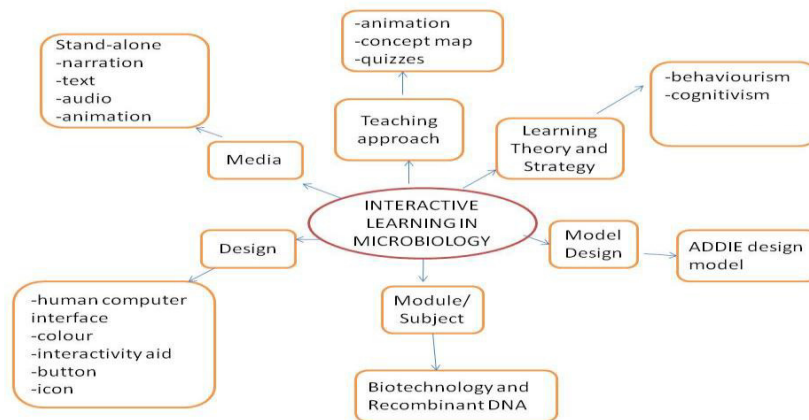 Stand-alone
-narration
-text
-audio
-animation
-animation
-concept map
-quizzes
-behaviourism
-cognitivism
Teaching
approach
Learning
Theory and
Strategy
Media
INTERACTIVE
LEARNING IN
MICROBIOLOGY
Design
Model
Design
ADDIE design
model
-human computer
interface
-colour
-interactivity aid
-button
-icon
Module/
Subject
Biotechnology and
Recombinant DNA